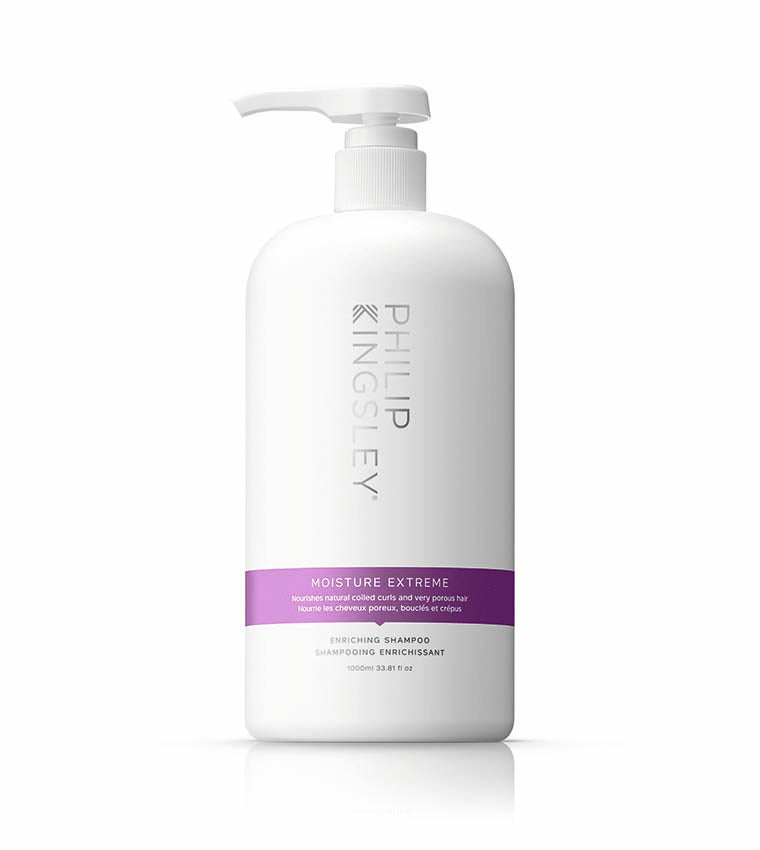 PHILIP
KINGSLEY®
MOISTURE EXTREME
Nourishes natural coiled curls and very porous hair
Nourrie les cheveux poreux, bouclés et crépus
ENRICHING SHAMPOO
SHAMPOOING ENRICHISSANT
1000ml 33.81 fl oz